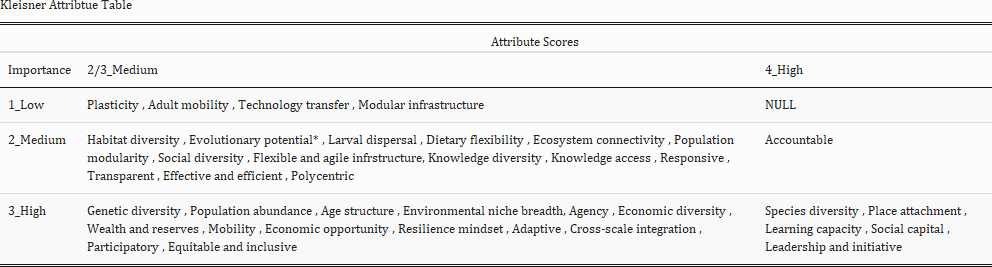 Kleisner Attribtue Table
Attribute Scores
Importance 2/3_Medium 4_High
1_Low Plasticity , Adult mobility , Technology transfer , Modular infrastructure NULL
2_Medium Habitat diversity , Evolutionary potential* , Larval dispersal , Dietary flexibility , Ecosystem connectivity , Population Accountable
modularity , Social diversity , Flexible and agile infrstructure, Knowledge diversity , Knowledge access , Responsive ,
Transparent , Effective and efficient , Polycentric
3_High Genetic diversity , Population abundance , Age structure , Environmental niche breadth, Agency , Economic diversity , Species diversity , Place attachment ,
Wealth and reserves , Mobility , Economic opportunity , Resilience mindset , Adaptive , Cross-scale integration , Learning capacity , Social capital ,
Participatory , Equitable and inclusive Leadership and initiative